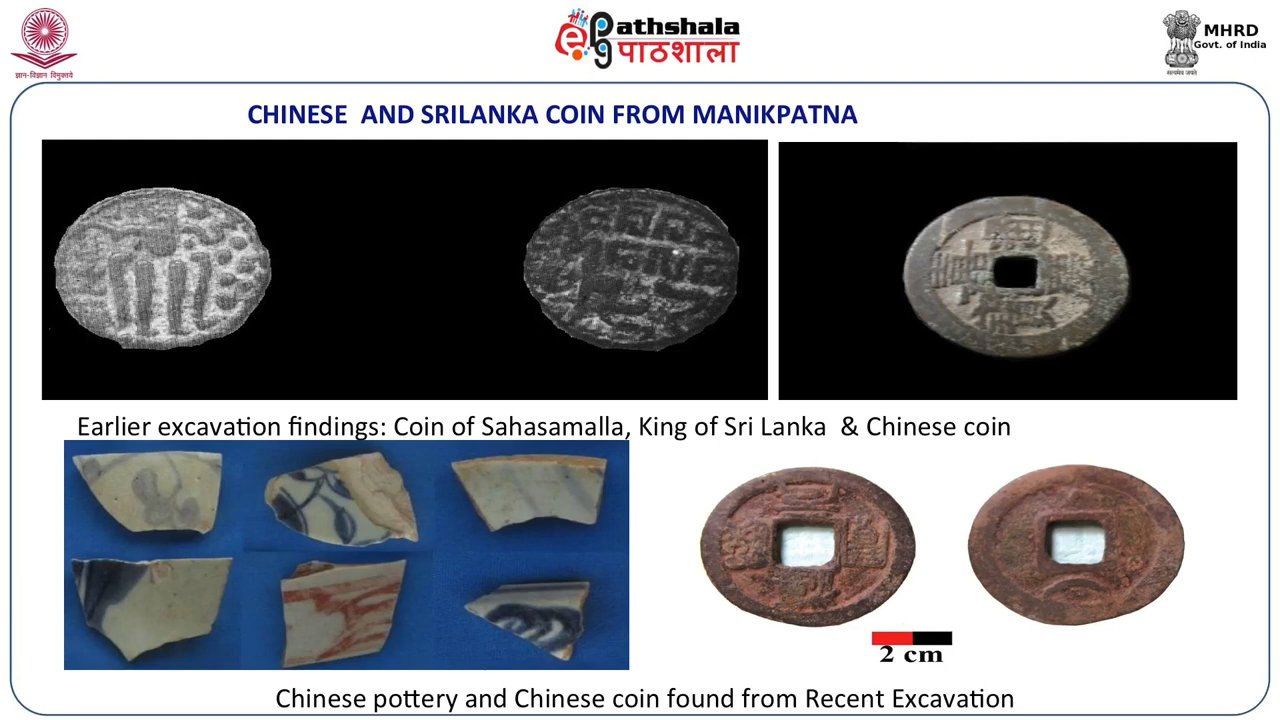 ज्ञान-विज्ञान विमुक्तये
ePathshala
पाठशाला
MHRD
Govt. of India
सत्यमेव जयते
CHINESE AND SRILANKA COIN FROM MANIKPATNA
Earlier excavation findings: Coin of Sahasamalla, King of Sri Lanka & Chinese coin
2 cm
Chinese pottery and Chinese coin found from Recent Excavation